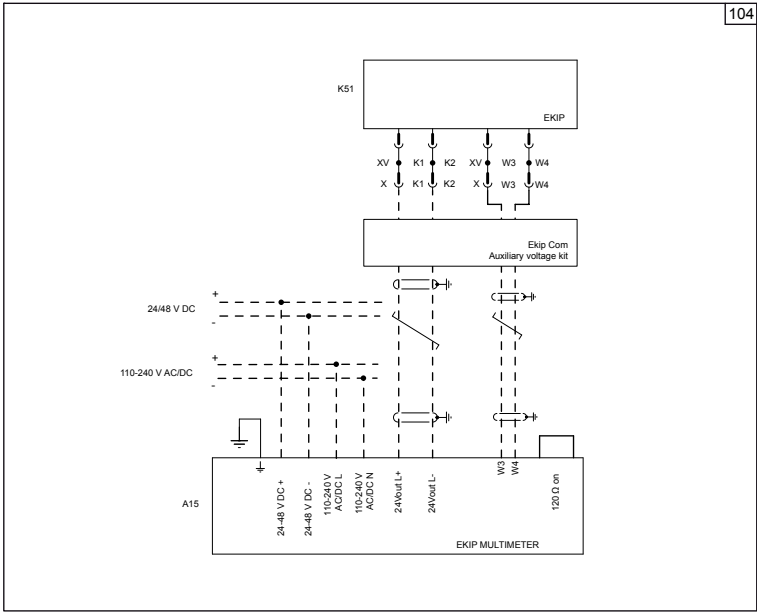 104
K51
EKIP
XV K1 K2 XV W3 W4
X K1 K2 X W3 W4
Ekip Com
Auxiliary voltage kit
+
24/48 V DC
-
+
110-240 V AC/DC
-
A15
24-48 V DC +
24-48 V DC -
110-240 V
AC/DC L
110-240 V
AC/DC N
24Vout L+
24Vout L-
W3
W4
120 Ω on
EKIP MULTIMETER